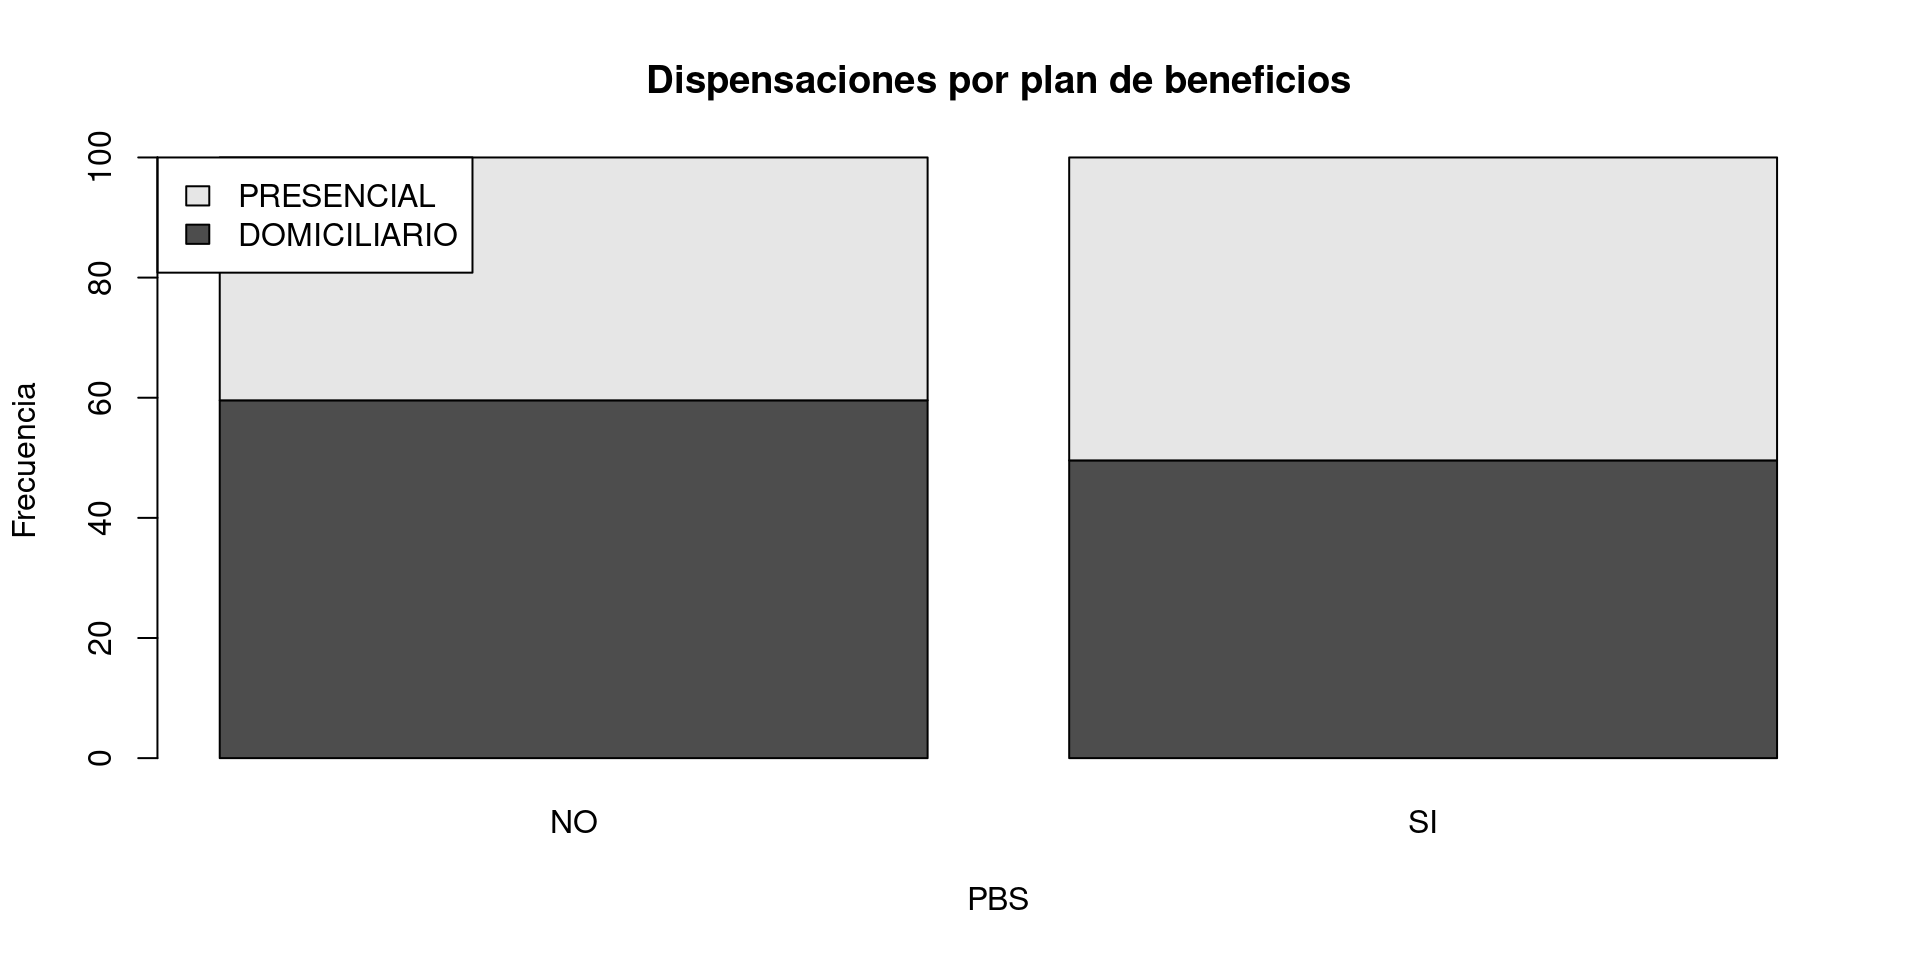 Dispensaciones por plan de beneficios
PRESENCIAL
DOMICILIARIO
100
80
60
40
20
0
Frecuencia
NO
SI
PBS